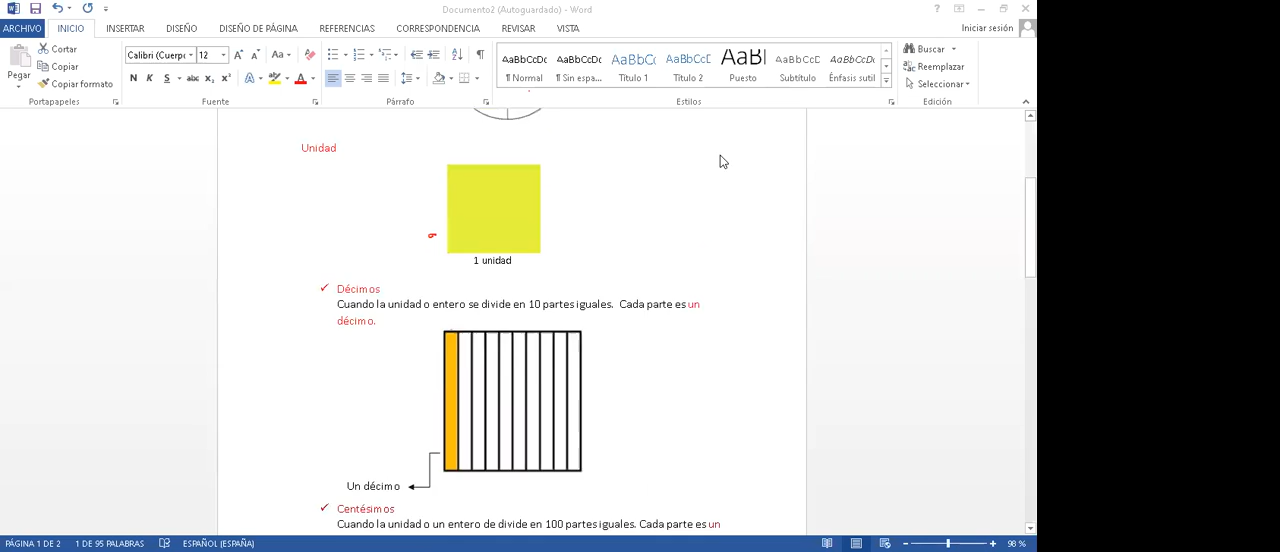 Documento2 (Autoguardado) - Word
ARCHIVO INICIO INSERTAR DISEÑO DISEÑO DE PÁGINA REFERENCIAS CORRESPONDENCIA REVISAR VISTA Iniciar sesión
Pegar
Cortar
Copiar
Copiar formato
Portapapeles
Calibri (Cuerpo 12
N K S abc x₂ x²
Fuente
Párrafo
AaBbCcDc AaBbCcDc AaBbC( AaBbCcD AaBl AaBbCcD AaBbCcDc
¶ Normal ¶ Sin espa... Título 1 Título 2 Puesto Subtítulo Énfasis sutil
Estilos
Buscar
Reemplazar
Seleccionar
Edición
Unidad
1 unidad
✓ Décimos
Cuando la unidad o entero se divide en 10 partes iguales. Cada parte es un
décimo.
Un décimo
✓ Centésimos
Cuando la unidad o un entero de divide en 100 partes iguales. Cada parte es un
PÁGINA 1 DE 2 1 DE 95 PALABRAS ESPAÑOL (ESPAÑA) 98 %